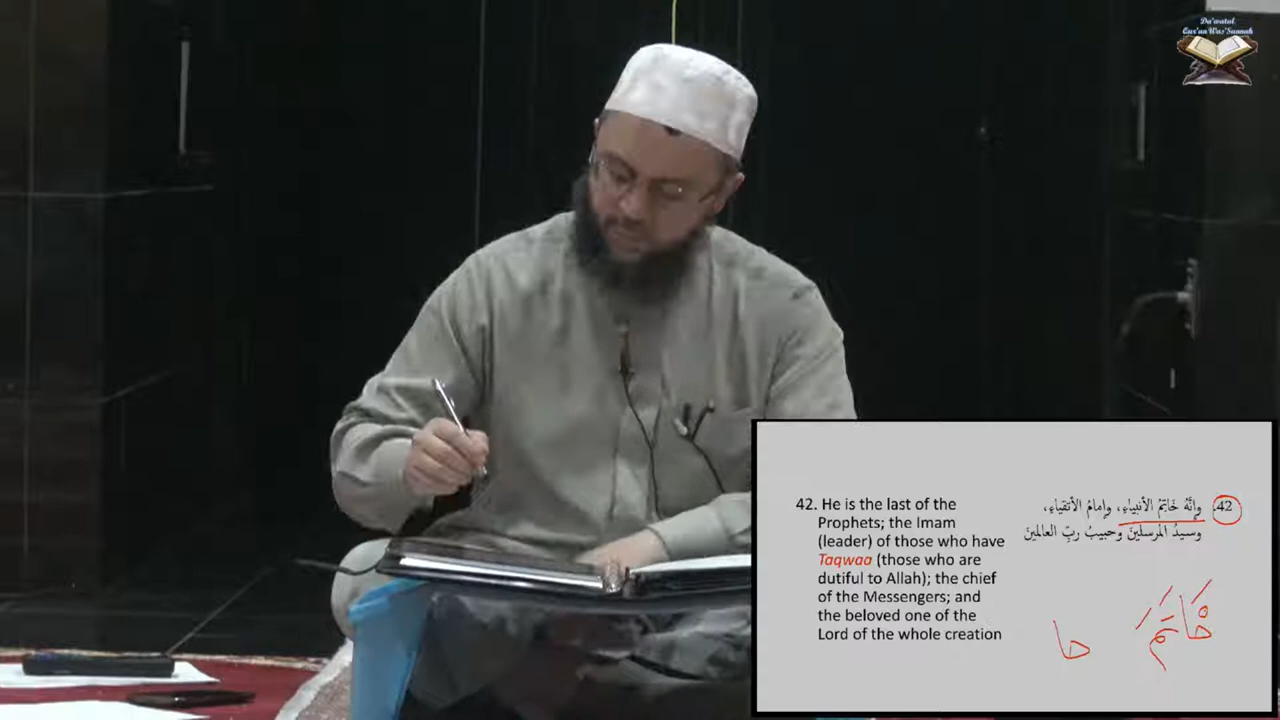 Da'watul
Qur'an Was'Sunnah
42. He is the last of the
Prophets; the Imam
(leader) of those who have
Taqwaa (those who are
dutiful to Allah); the chief
of the Messengers; and
the beloved one of the
Lord of the whole creation
42. وإنَّهُ خَاتِمُ الأنبياءِ، وإمامُ الأتقياءِ،
وسيدُ المرسلينَ وحبيبُ ربِّ العالمينَ
خَاتَمُ